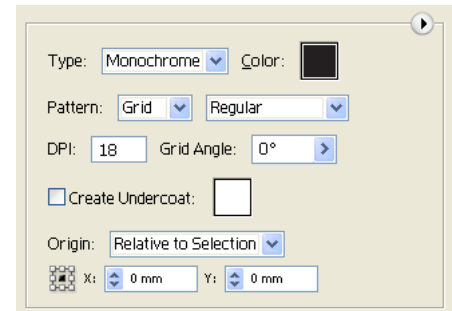 Type: Monochrome Color:
Pattern: Grid Regular
DPI: 18 Grid Angle: 0°
Create Undercoat:
Origin: Relative to Selection
X: 0 mm Y: 0 mm